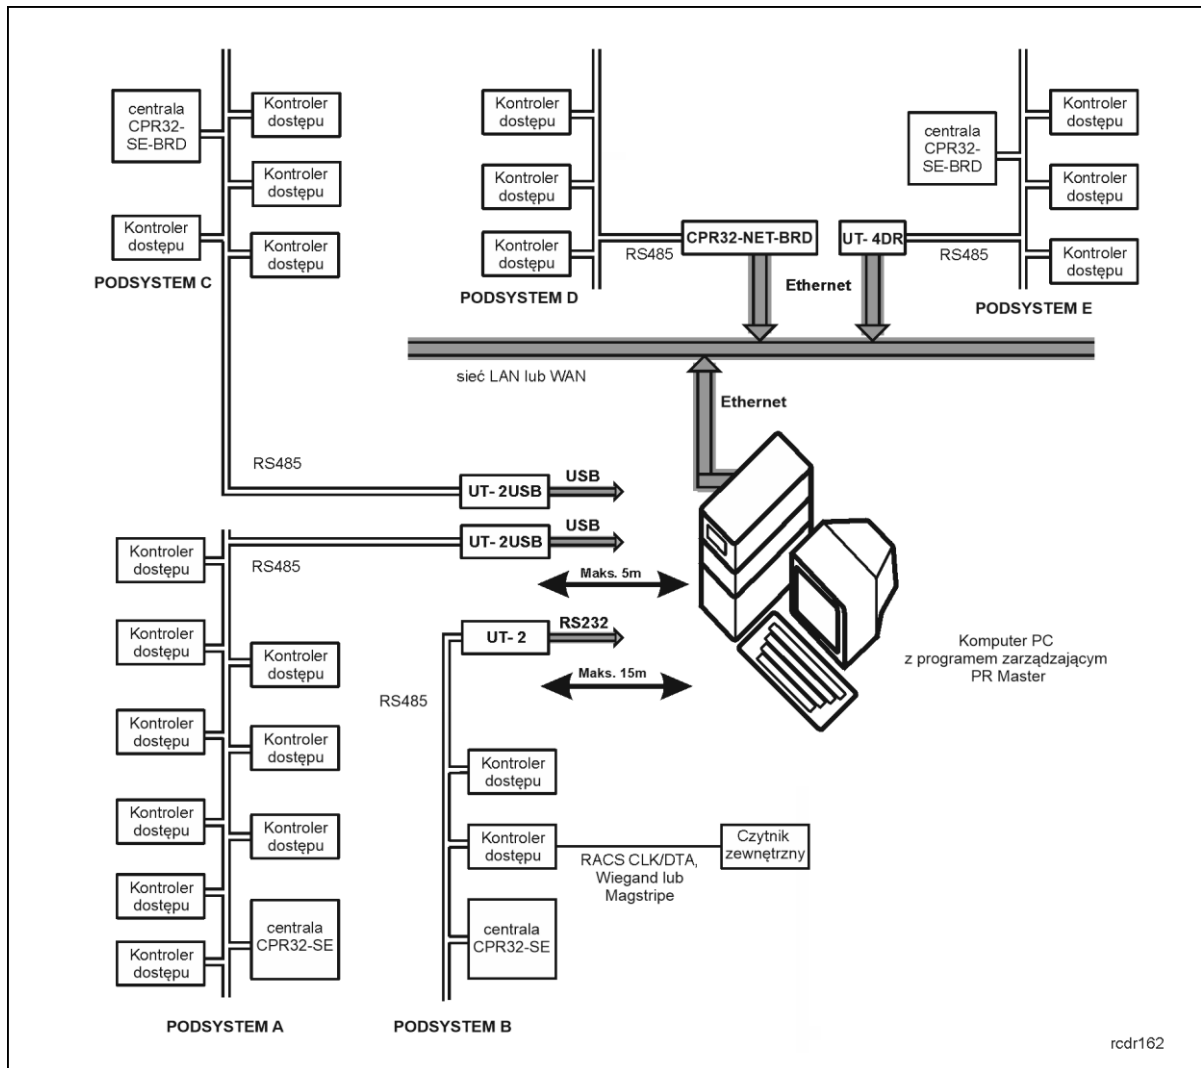 centrala
CPR32-
SE-BRD
Kontroler
dostępu
Kontroler
dostępu
Kontroler
dostępu
Kontroler
dostępu
PODSYSTEM C
Kontroler
dostępu
Kontroler
dostępu
Kontroler
dostępu
PODSYSTEM D
RS485
CPR32-NET-BRD
UT- 4DR
RS485
Ethernet
centrala
CPR32-
SE-BRD
Kontroler
dostępu
Kontroler
dostępu
Kontroler
dostępu
PODSYSTEM E
sieć LAN lub WAN
Ethernet
RS485
UT- 2USB
USB
UT- 2USB
USB
RS485
Maks. 5m
UT- 2
RS232
Maks. 15m
RS485
Komputer PC
z programem zarządzającym
PR Master
Kontroler
dostępu
Kontroler
dostępu
Kontroler
dostępu
Kontroler
dostępu
Kontroler
dostępu
Kontroler
dostępu
Kontroler
dostępu
Kontroler
dostępu
Kontroler
dostępu
centrala
CPR32-SE
PODSYSTEM A
Kontroler
dostępu
Kontroler
dostępu
RACS CLK/DTA,
Wiegand lub
Magstripe
Czytnik
zewnętrzny
centrala
CPR32-SE
PODSYSTEM B
rcdr162